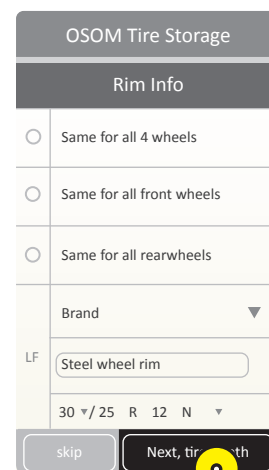 OSOM Tire Storage
Rim Info
Same for all 4 wheels
Same for all front wheels
Same for all rearwheels
Brand
LF
Steel wheel rim
30 / 25 R 12 N
skip
Next,